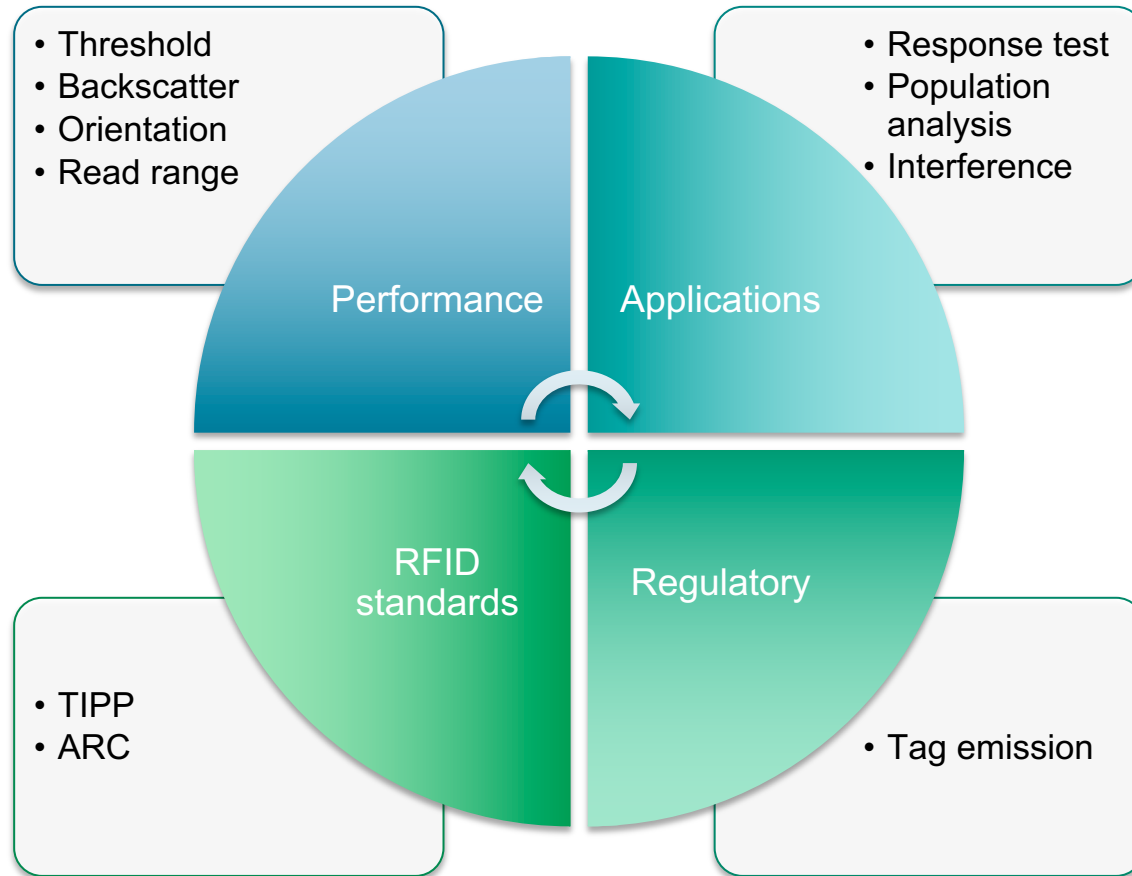 • Threshold
• Backscatter
• Orientation
• Read range
• Response test
• Population
analysis
• Interference
Performance
Applications
RFID
standards
Regulatory
• TIPP
• ARC
• Tag emission